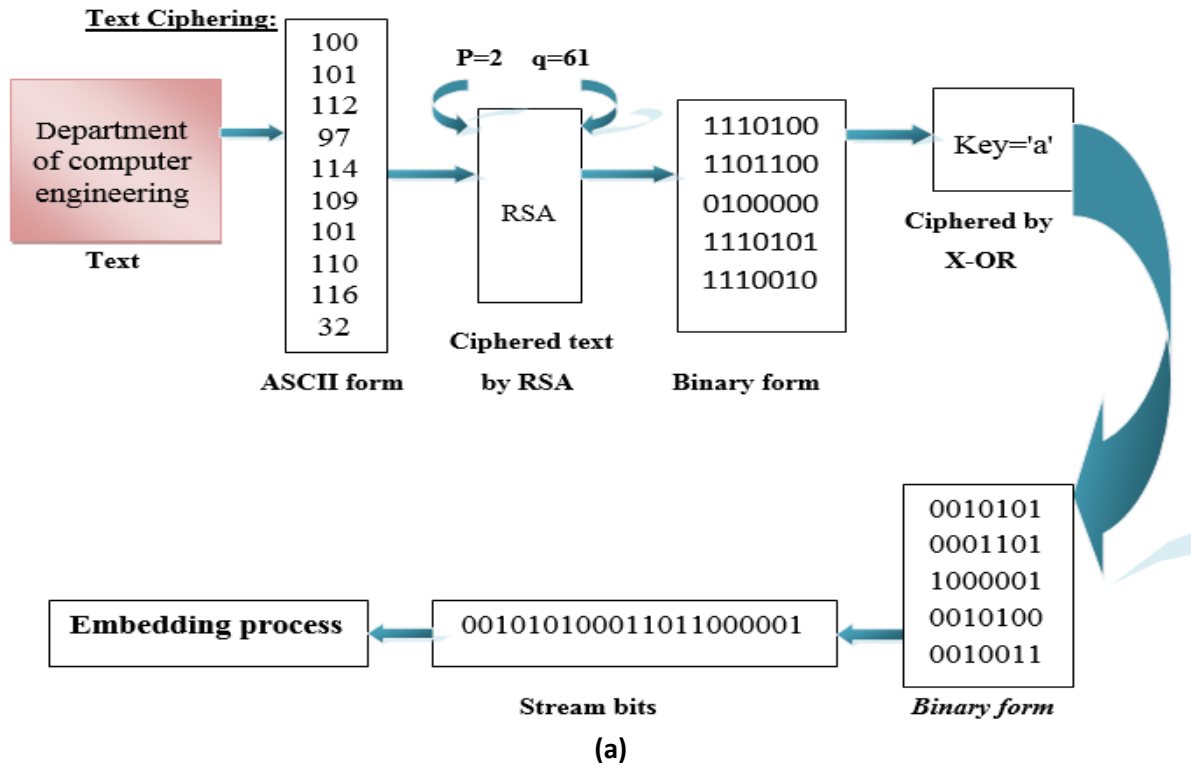 Text Ciphering:
Department
of computer
engineering
Text
100
101
112
97
114
109
101
110
116
32
ASCII form
P=2 q=61
RSA
Ciphered text
by RSA
1110100
1101100
0100000
1110101
1110010
Binary form
Key='a'
Ciphered by
X-OR
0010101
0001101
1000001
0010100
0010011
Binary form
001010100011011000001
Stream bits
Embedding process
(a)